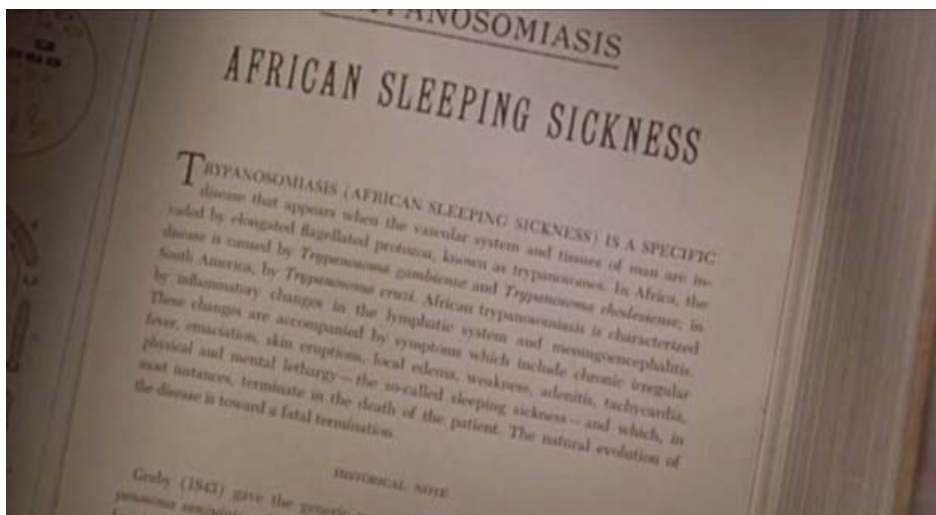 PANOSOMIASIS
AFRICAN SLEEPING SICKNESS
TRYPANOSOMIASIS (AFRICAN SLEEPING SICKNESS) IS A SPECIFIC
disease that appears when the vascular system and tissues of man are in-
vaded by elongated flagellated protozoa, known as trypanosomes. In Africa, the
disease is caused by Trypanosoma gambiense and Trypanosoma rhodesiense, in
South America, by Trypanosoma cruzi. African trypanosomiasis is characterized
by inflammatory changes in the lymphatic system and meningoencephalitis.
These changes are accompanied by symptoms which include chronic irregular
fever, emaciation, skin eruptions, local edema, weakness, adenitis, tachycardia,
physical and mental lethargy—the so-called sleeping sickness—and which, in
most instances, terminate in the death of the patient. The natural evolution of
the disease is toward a fatal termination.
HISTORICAL NOTE
Gruby (1843) gave the generic